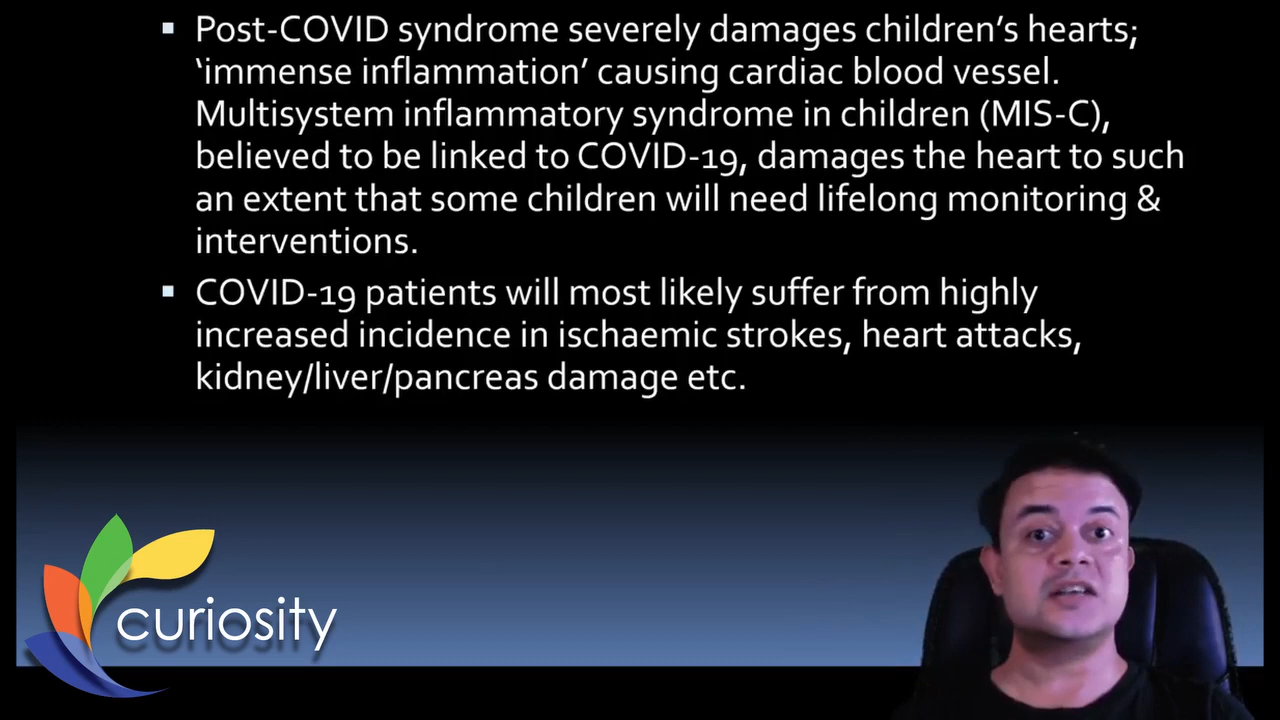 Post-COVID syndrome severely damages children's hearts;
'immense inflammation' causing cardiac blood vessel.
Multisystem inflammatory syndrome in children (MIS-C),
believed to be linked to COVID-19, damages the heart to such
an extent that some children will need lifelong monitoring &
interventions.
COVID-19 patients will most likely suffer from highly
increased incidence in ischaemic strokes, heart attacks,
kidney/liver/pancreas damage etc.
curiosity